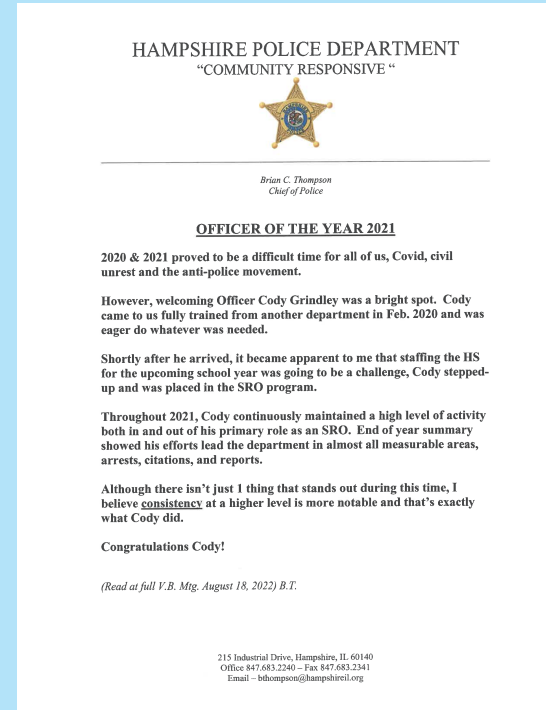 HAMPSHIRE POLICE DEPARTMENT
“COMMUNITY RESPONSIVE “
Brian C. Thompson
Chief of Police
OFFICER OF THE YEAR 2021
2020 & 2021 proved to be a difficult time for all of us, Covid, civil
unrest and the anti-police movement.
However, welcoming Officer Cody Grindley was a bright spot. Cody
came to us fully trained from another department in Feb. 2020 and was
eager do whatever was needed.
Shortly after he arrived, it became apparent to me that staffing the HS
for the upcoming school year was going to be a challenge, Cody stepped-
up and was placed in the SRO program.
Throughout 2021, Cody continuously maintained a high level of activity
both in and out of his primary role as an SRO. End of year summary
showed his efforts lead the department in almost all measurable areas,
arrests, citations, and reports.
Although there isn’t just 1 thing that stands out during this time, I
believe consistency at a higher level is more notable and that’s exactly
what Cody did.
Congratulations Cody!
(Read at full V.B. Mtg. August 18, 2022) B.T.
215 Industrial Drive, Hampshire, IL 60140
Office 847.683.2240 – Fax 847.683.2341
Email – bthompson@hampshireil.org